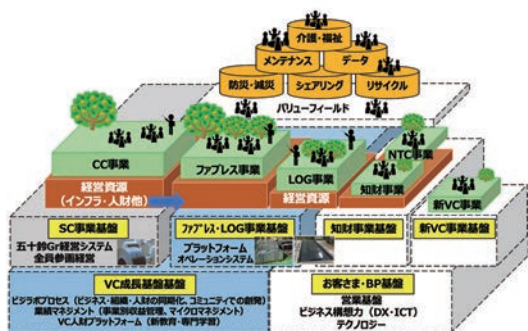 介護・福祉
メンテナンス
データ
防災・減災
シェアリング
リサイクル
バリューフィールド
CC事業
ファブレス事業
LOG事業
NTC事業
知財事業
新VC事業
経営資源
(インフラ・人財他)
経営資源
SC事業基盤
五十鈴Gr経営システム
全員参画経営
ファブレス・LOG事業基盤
プラットフォーム
オペレーションシステム
知財事業基盤
新VC事業基盤
VC成長基盤基盤
ビジラボプロセス(ビジネス・組織・人財の同期化、コミュニティでの創発)
業績マネジメント(事業別収益管理、マイクロマネジメント)
VC人財プラットフォーム(新教育・専門学習)
お客さま・BP基盤
営業基盤
ビジネス構想力(DX・ICT)
テクノロジー